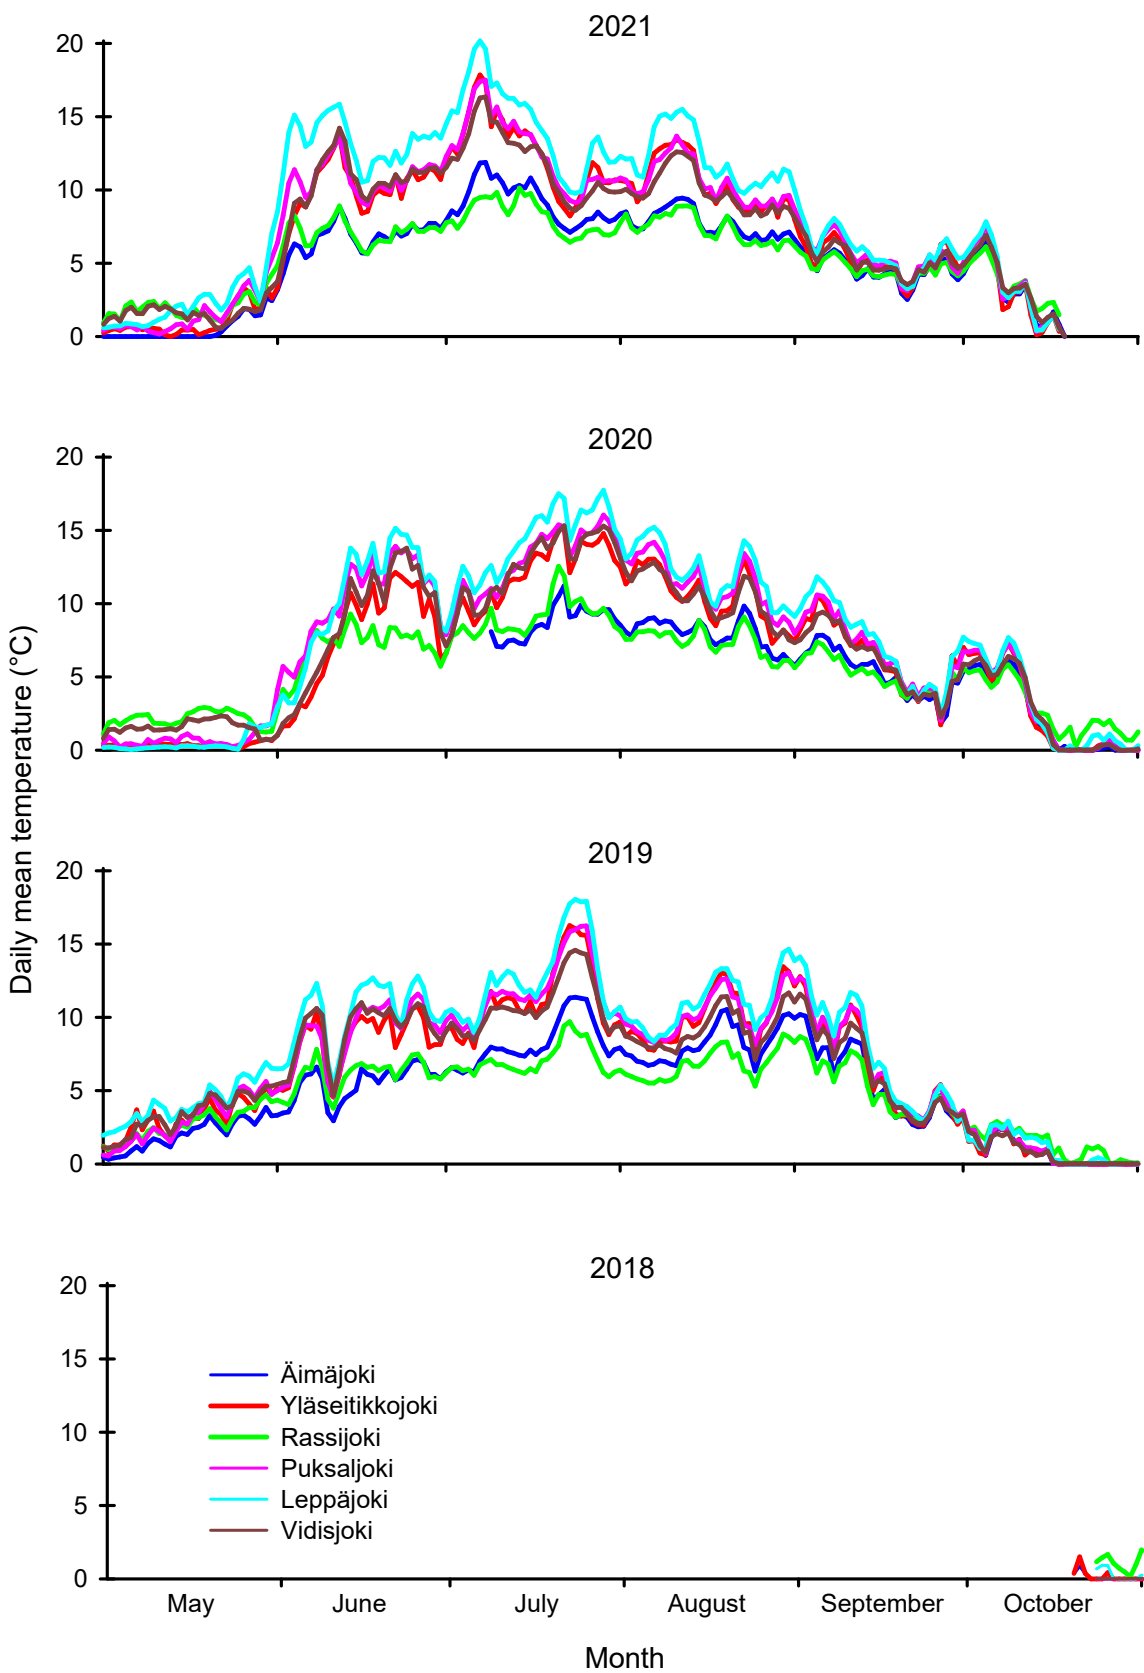 2021
20
15
10
5
0
2020
20
15
10
5
0
Daily mean temperature (°C)
2019
20
15
10
5
0
2018
20
15
10
5
0
Äimäjoki
Yläseitikkojoki
Rassijoki
Puksaljoki
Leppäjoki
Vidisjoki
May June July August September October
Month